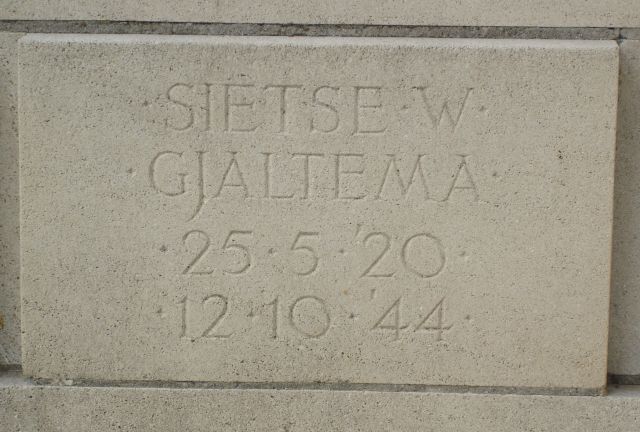 · SIETSE · W ·
· GJALTEMA ·
· 25 · 5 · '20 ·
· 12 · 10 · '44 ·